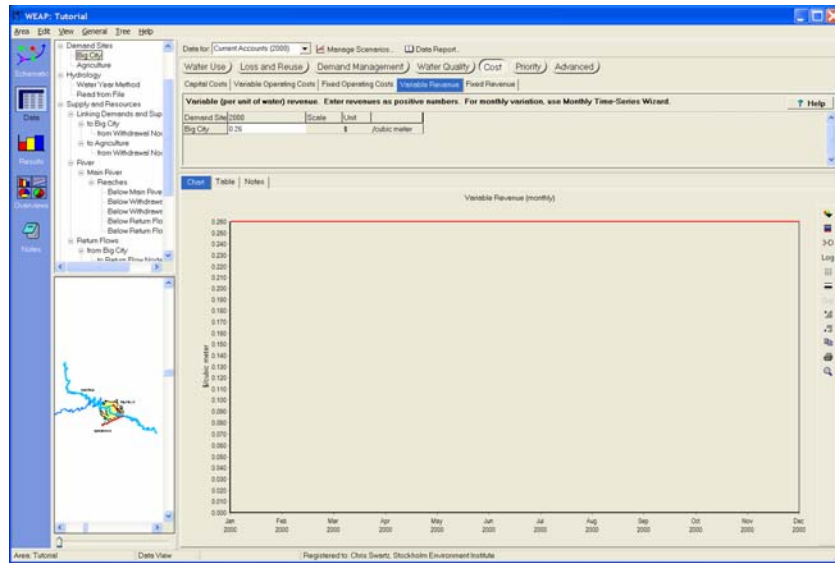 WEAP: Tutorial
Area Edit View General Tree Help
Schematic
Data
Results
Overviews
Notes
Demand Sites
Big City
Agriculture
Hydrology
Water Year Method
Read from File
Supply and Resources
Linking Demands and Sup
to Big City
from Withdrawal No
to Agriculture
from Withdrawal No
River
Main River
Reaches
Below Main Rive
Below Withdrawa
Below Withdrawa
Below Return Flo
Below Return Flo
Return Flows
from Big City
to Return Flow Node
Data for: Current Accounts (2000) Manage Scenarios.. Data Report..
Water Use Loss and Reuse Demand Management Water Quality Cost Priority Advanced
Capital Costs Variable Operating Costs Fixed Operating Costs Variable Revenue Fixed Revenue
Variable (per unit of water) revenue. Enter revenues as positive numbers. For monthly variation, use Monthly Time-Series Wizard.
? Help
Demand Site 2000 Scale Unit
Big City 0.26 $ /cubic meter
Chart Table Notes
Variable Revenue (monthly)
$/cubic meter
0.260
0.250
0.240
0.230
0.220
0.210
0.200
0.190
0.180
0.170
0.160
0.150
0.140
0.130
0.120
0.110
0.100
0.090
0.080
0.070
0.060
0.050
0.040
0.030
0.020
0.010
0.000
Jan Feb Mar Apr May Jun Jul Aug Sep Oct Nov Dec
2000 2000 2000 2000 2000 2000 2000 2000 2000 2000 2000 2000
3-D
Log
Area: Tutorial Data View Registered to: Chris Swartz, Stockholm Environment Institute